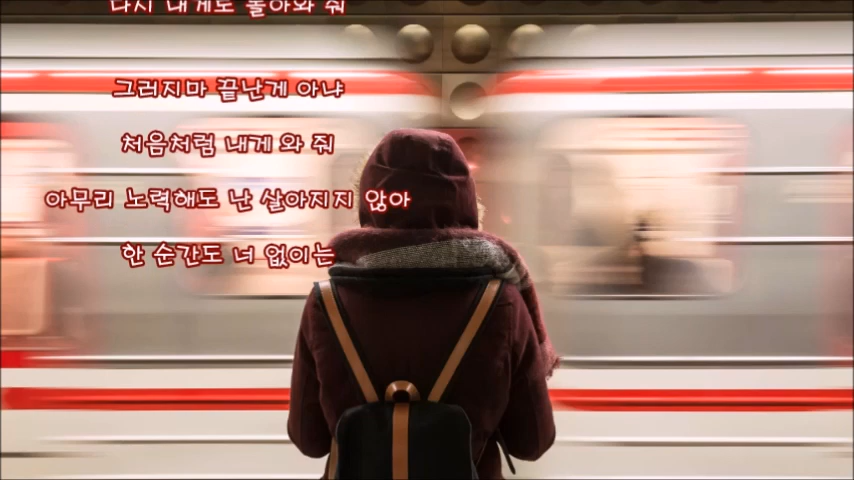 다시 내게로 돌아와 줘
그러지마 끝난게 아냐
처음처럼 내게 와 줘
아무리 노력해도 난 살아지지 않아
한 순간도 너 없이는